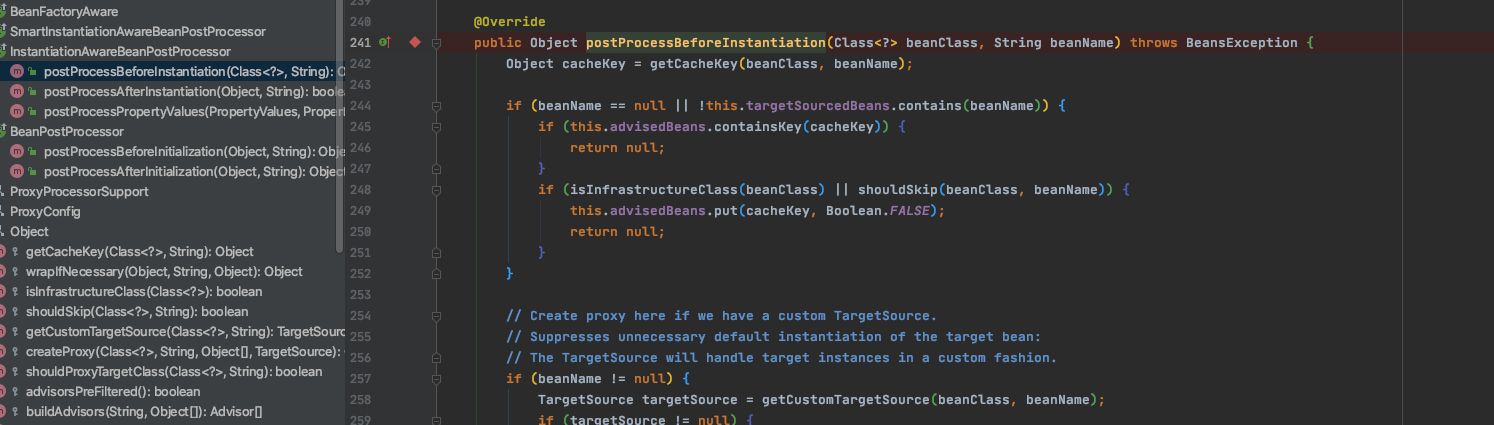 BeanFactoryAware
SmartInstantiationAwareBeanPostProcessor
InstantiationAwareBeanPostProcessor
postProcessBeforeInstantiation(Class<?>, String): O
postProcessAfterInstantiation(Object, String): boole
postProcessPropertyValues(PropertyValues, Propert
BeanPostProcessor
postProcessBeforeInitialization(Object, String): Obje
postProcessAfterInitialization(Object, String): Object
ProxyProcessorSupport
ProxyConfig
Object
getCacheKey(Class<?>, String): Object
wrapIfNecessary(Object, String, Object): Object
isInfrastructureClass(Class<?>): boolean
shouldSkip(Class<?>, String): boolean
getCustomTargetSource(Class<?>, String): TargetSourc
createProxy(Class<?>, String, Object[], TargetSource):
shouldProxyTargetClass(Class<?>, String): boolean
advisorsPreFiltered(): boolean
buildAdvisors(String, Object[]): Advisor[]
239
240 @Override
241 public Object postProcessBeforeInstantiation(Class<?> beanClass, String beanName) throws BeansException {
242 Object cacheKey = getCacheKey(beanClass, beanName);
243
244 if (beanName == null || !this.targetSourcedBeans.contains(beanName)) {
245 if (this.advisedBeans.containsKey(cacheKey)) {
246 return null;
247 }
248 if (isInfrastructureClass(beanClass) || shouldSkip(beanClass, beanName)) {
249 this.advisedBeans.put(cacheKey, Boolean.FALSE);
250 return null;
251 }
252 }
253
254 // Create proxy here if we have a custom TargetSource.
255 // Suppresses unnecessary default instantiation of the target bean:
256 // The TargetSource will handle target instances in a custom fashion.
257 if (beanName != null) {
258 TargetSource targetSource = getCustomTargetSource(beanClass, beanName);
259 if (targetSource != null) {